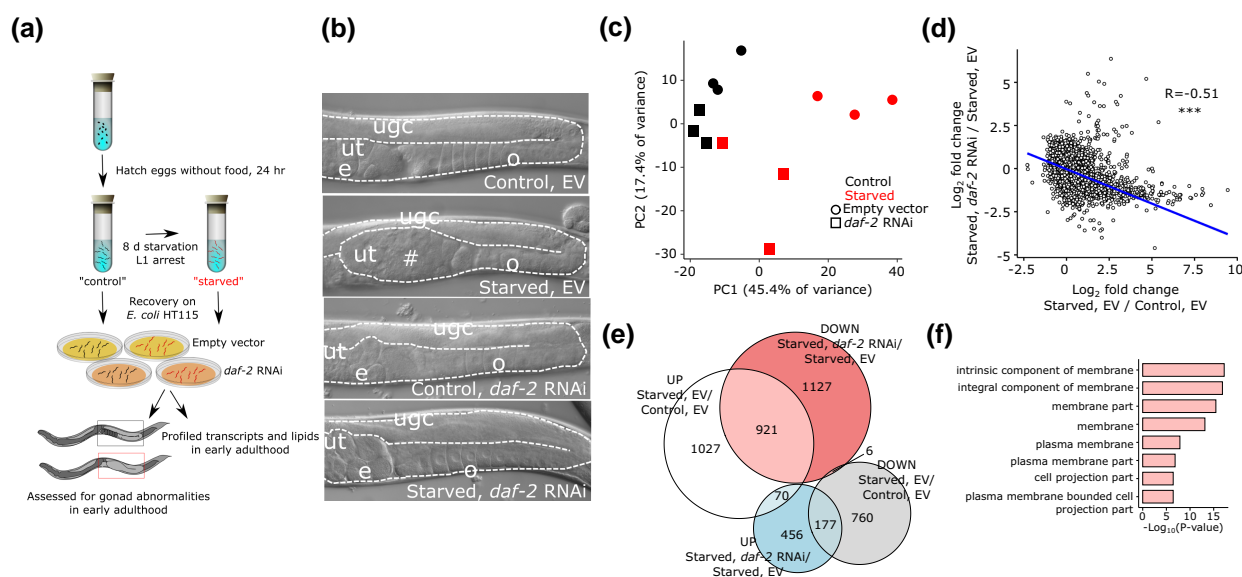 (a)
Hatch eggs without food, 24 hr
8 d starvation
L1 arrest
"control"
"starved"
Recovery on
E. coli HT115
Empty vector
daf-2 RNAi
Profiled transcripts and lipids
in early adulthood
Assessed for gonad abnormalities
in early adulthood
(b)
ugc
ut
e
o
Control, EV
ut
#
o
Starved, EV
ugc
ut
e
o
Control, daf-2 RNAi
ugc
ut
e
o
Starved, daf-2 RNAi
(c)
PC2 (17.4% of variance)
10
0
-10
-20
-30
Control
Starved
Empty vector
daf-2 RNAi
-20
0
20
40
PC1 (45.4% of variance)
(d)
Log2 fold change
Starved, daf-2 RNAi / Starved, EV
5.0
2.5
0
-2.5
-5
R=-0.51
***
-2.5
0
2.5
5.0
7.5
10
Log2 fold change
Starved, EV / Control, EV
(e)
DOWN
Starved, daf-2 RNAi/
Starved, EV
1127
UP
Starved, EV/
Control, EV
921
1027
6
DOWN
Starved, EV/
Control, EV
70
456
177
760
UP
Starved, daf-2 RNAi/
Starved, EV
(f)
intrinsic component of membrane
integral component of membrane
membrane part
membrane
plasma membrane
plasma membrane part
cell projection part
plasma membrane bounded cell
projection part
0
5
10
15
-Log10(P-value)